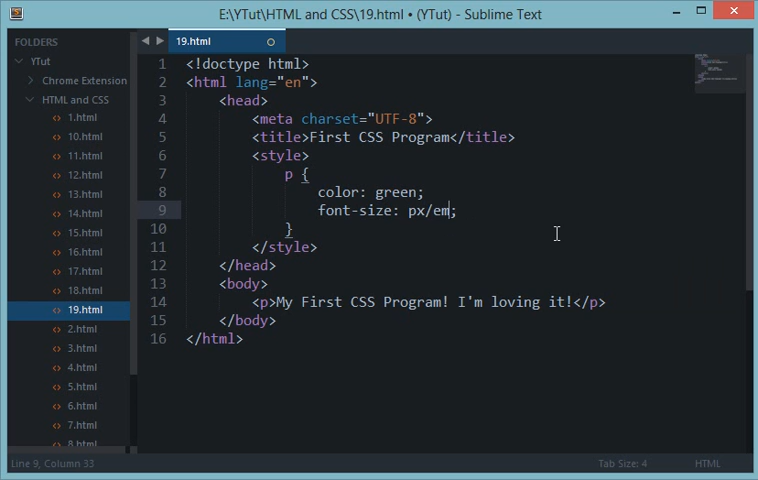 E:\YTut\HTML and CSS\19.html • (YTut) - Sublime Text
FOLDERS
YTut
Chrome Extension
HTML and CSS
1.html
10.html
11.html
12.html
13.html
14.html
15.html
16.html
17.html
18.html
19.html
2.html
3.html
4.html
5.html
6.html
7.html
8.html
19.html
1 <!doctype html>
2 <html lang="en">
3 <head>
4 <meta charset="UTF-8">
5 <title>First CSS Program</title>
6 <style>
7 p {
8 color: green;
9 font-size: px/em;
10 }
11 </style>
12 </head>
13 <body>
14 <p>My First CSS Program! I'm loving it!</p>
15 </body>
16 </html>
Line 9, Column 33
Tab Size: 4
HTML